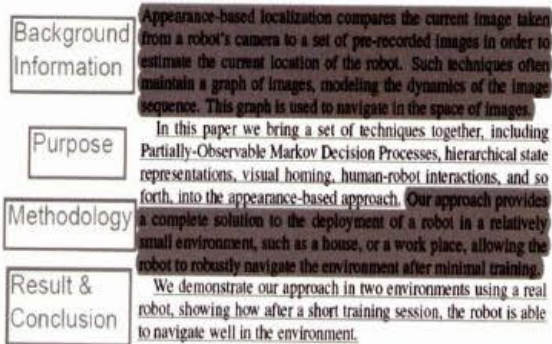 Background
Information
Appearance-based localization compares the current image taken
from a robot's camera to a set of pre-recorded images in order to
estimate the current location of the robot. Such techniques often
maintain a graph of images, modeling the dynamics of the image
sequence. This graph is used to navigate in the space of images.
Purpose
In this paper we bring a set of techniques together, including
Partially-Observable Markov Decision Processes, hierarchical state
representations, visual homing, human-robot interactions, and so
forth, into the appearance-based approach. Our approach provides
Methodology
a complete solution to the deployment of a robot in a relatively
small environment, such as a house, or a work place, allowing the
robot to robustly navigate the environment after minimal training.
Result &
Conclusion
We demonstrate our approach in two environments using a real
robot, showing how after a short training session, the robot is able
to navigate well in the environment.